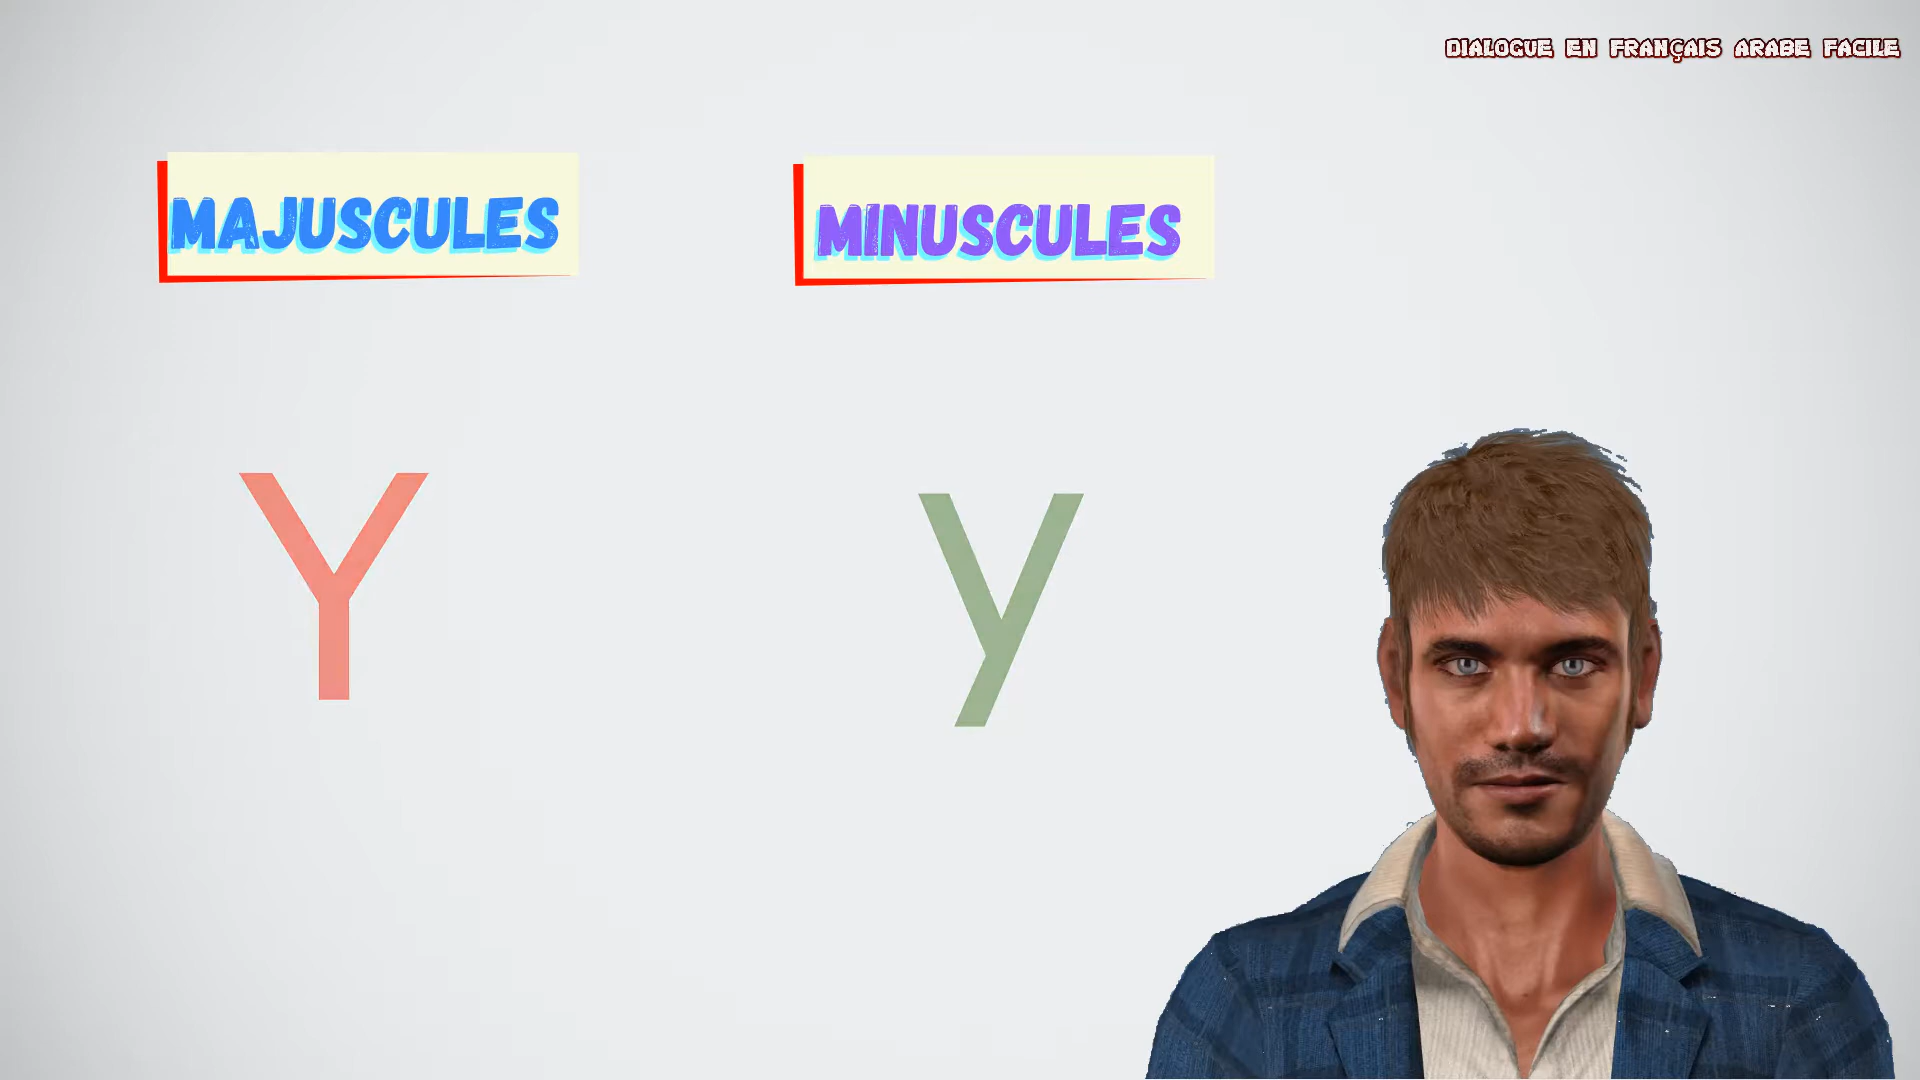 DIALOGUE EN FRANÇAIS ARABE FACILE
MAJUSCULES
MINUSCULES
Y
y